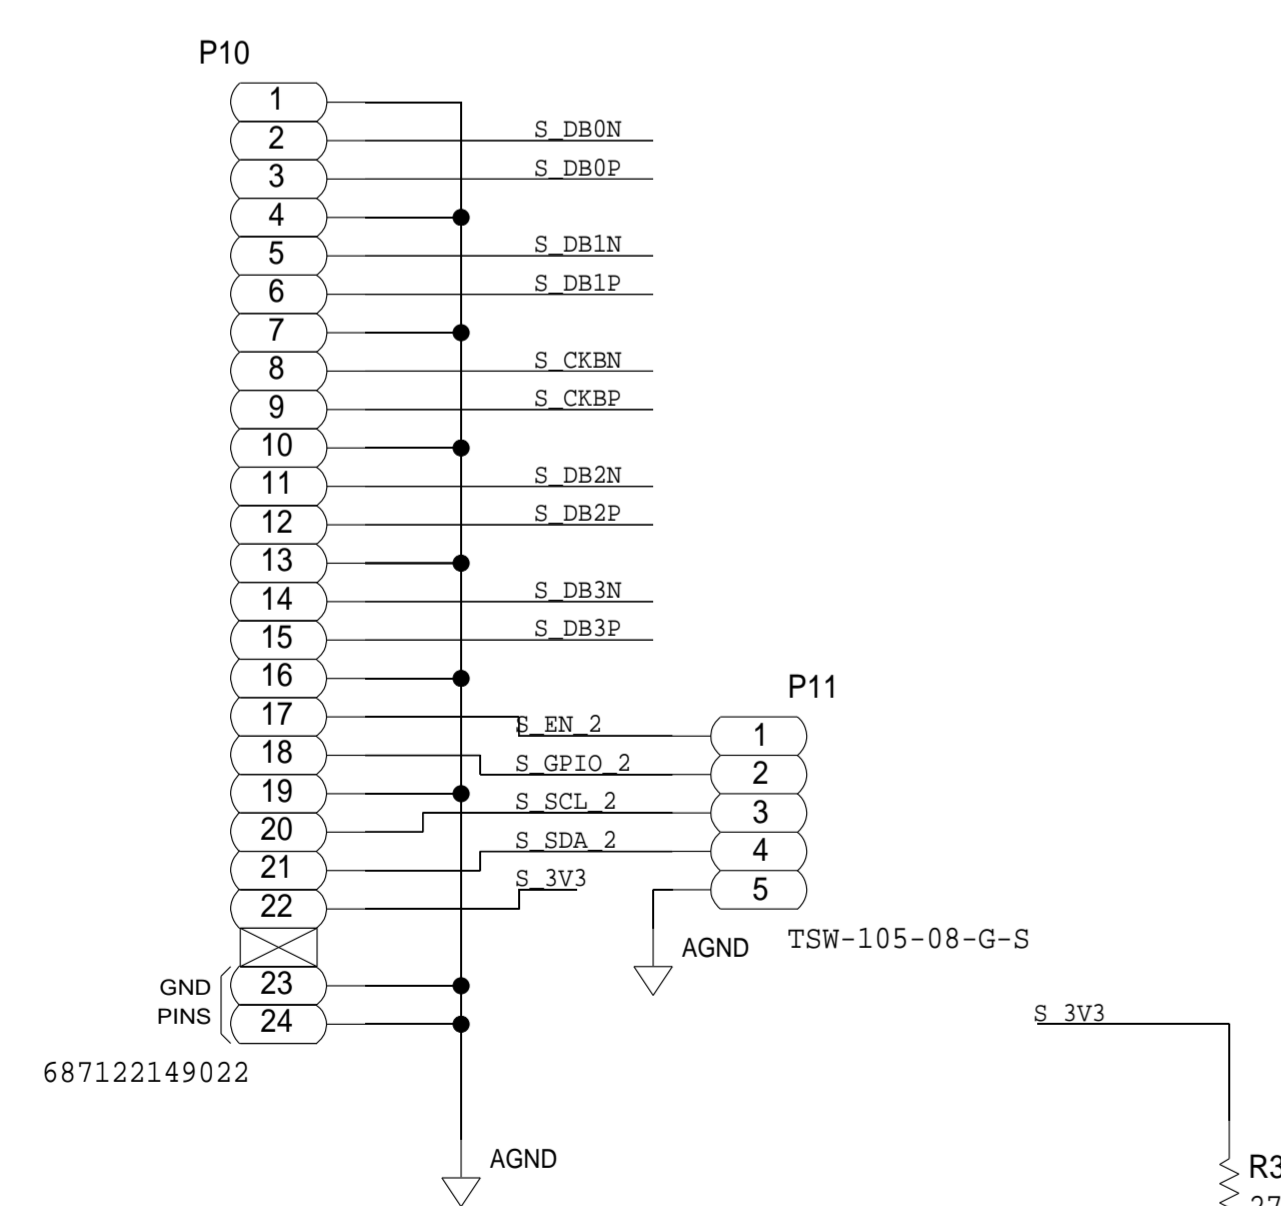 P10
1
2 S_DB0N
3 S_DB0P
4
5 S_DB1N
6 S_DB1P
7
8 S_CKBN
9 S_CKBP
10
11 S_DB2N
12 S_DB2P
13
14 S_DB3N
15 S_DB3P
16
P11
17 S_EN_2 1
18 S_GPIO_2 2
19 S_SCL_2 3
20
21 S_SDA_2 4
22 S_3V3 5
AGND TSW-105-08-G-S
GND 23
PINS 24
S_3V3
687122149022
AGND
R3
27